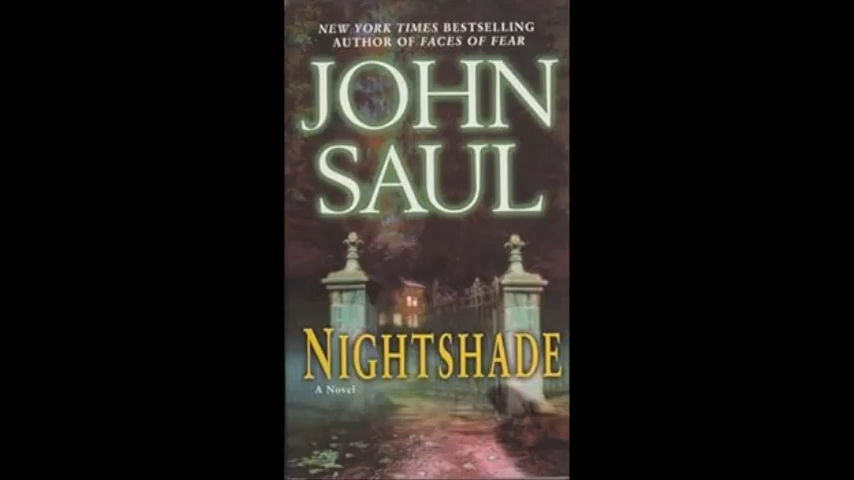 NEW YORK TIMES BESTSELLING
AUTHOR OF FACES OF FEAR
JOHN
SAUL
NIGHTSHADE
A Novel